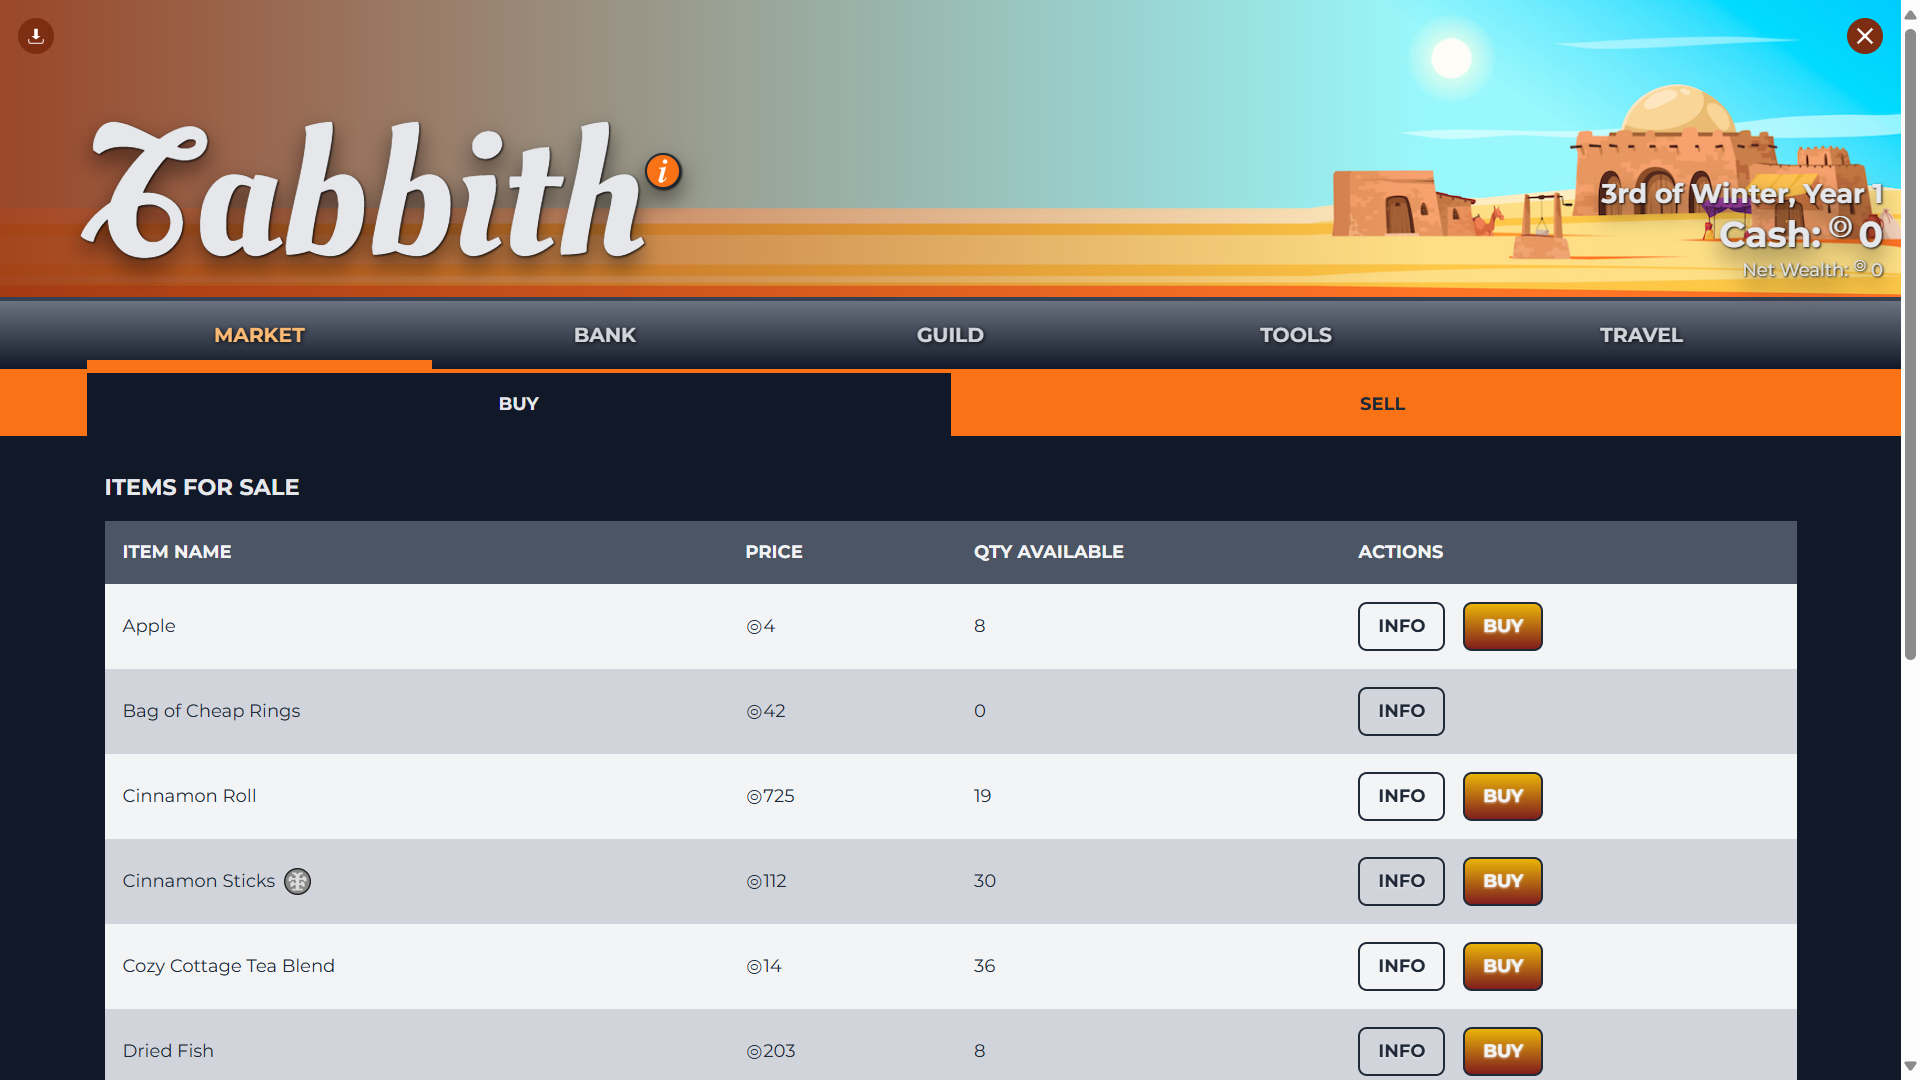 Tabbith
i
3rd of Winter, Year 1
Cash: ◎ 0
Net Wealth: ◎ 0
MARKET BANK GUILD TOOLS TRAVEL
BUY SELL
ITEMS FOR SALE
ITEM NAME PRICE QTY AVAILABLE ACTIONS
Apple ◎4 8 INFO BUY
Bag of Cheap Rings ◎42 0 INFO
Cinnamon Roll ◎725 19 INFO BUY
Cinnamon Sticks ◎112 30 INFO BUY
Cozy Cottage Tea Blend ◎14 36 INFO BUY
Dried Fish ◎203 8 INFO BUY